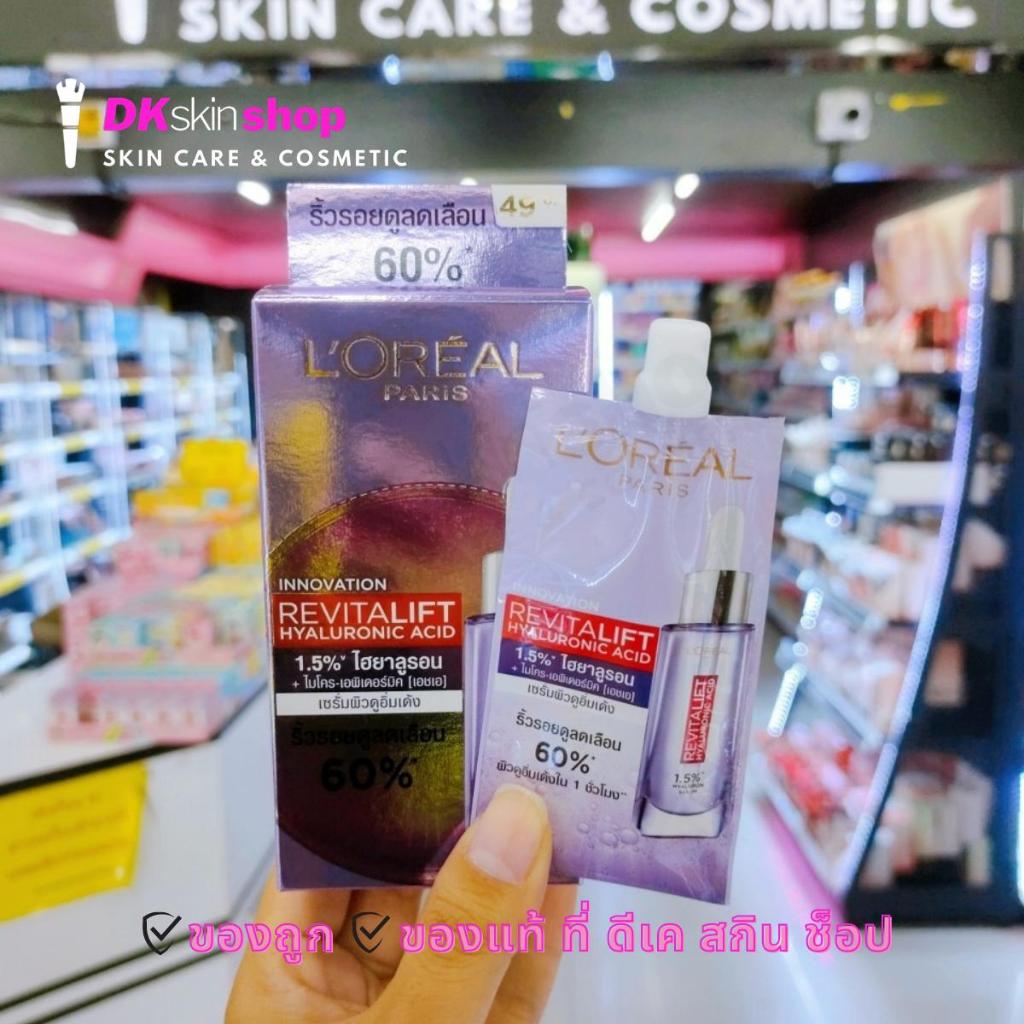 SKIN CARE & COSMETIC
DKskinshop
SKIN CARE & COSMETIC
ริ้วรอยดูลดเลือน
49
60%*
L'ORÉAL
PARIS
INNOVATION
REVITALIFT
HYALURONIC ACID
1.5%* ไฮยาลูรอน
+ ไมโคร-เอพิเดอร์มิค [เอชเอ]
เซรั่มผิวดูอิ่มเด้ง
ริ้วรอยดูลดเลือน
60%*
L'ORÉAL
PARIS
INNOVATION
REVITALIFT
HYALURONIC ACID
1.5%* ไฮยาลูรอน
+ ไมโคร-เอพิเดอร์มิค [เอชเอ]
เซรั่มผิวดูอิ่มเด้ง
ริ้วรอยดูลดเลือน
60%*
ผิวดูอิ่มเด้งใน 1 ชั่วโมง**
L'ORÉAL
REVITALIFT
HYALURONIC ACID
1.5%*
HYALURON
SERUM
ของถูก ของแท้ ที่ ดีเค สกิน ช็อป